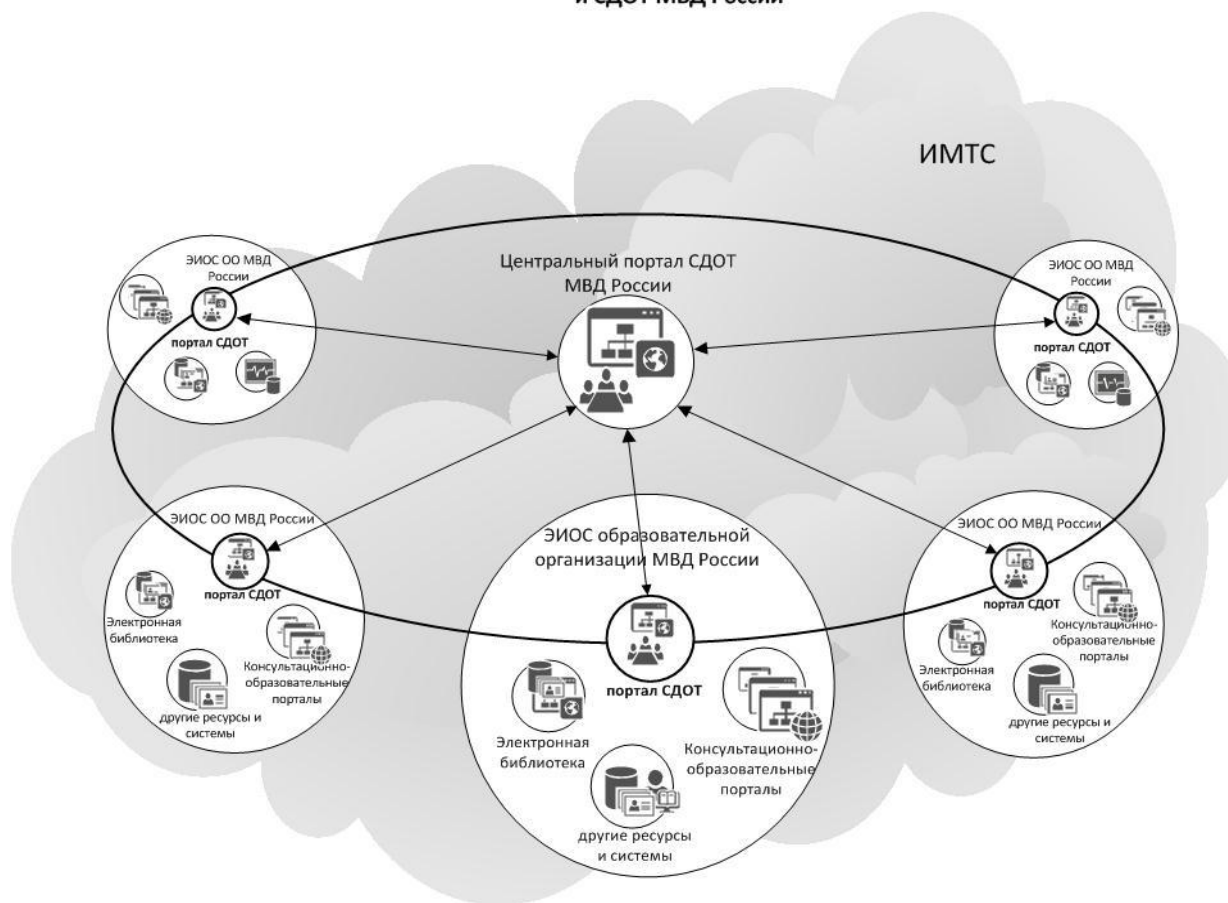 и СДОТ МВД России
ИМТС
Центральный портал СДОТ
МВД России
ЭИОС ОО МВД
России
портал СДОТ
ЭИОС ОО МВД
России
портал СДОТ
ЭИОС ОО МВД России
портал СДОТ
Электронная
библиотека
Консультационно-
образовательные
порталы
другие ресурсы и
системы
ЭИОС образовательной
организации МВД России
портал СДОТ
Электронная
библиотека
Консультационно-
образовательные
порталы
другие ресурсы
и системы
ЭИОС ОО МВД России
портал СДОТ
Консультационно-
образовательные
порталы
Электронная
библиотека
другие ресурсы и
системы